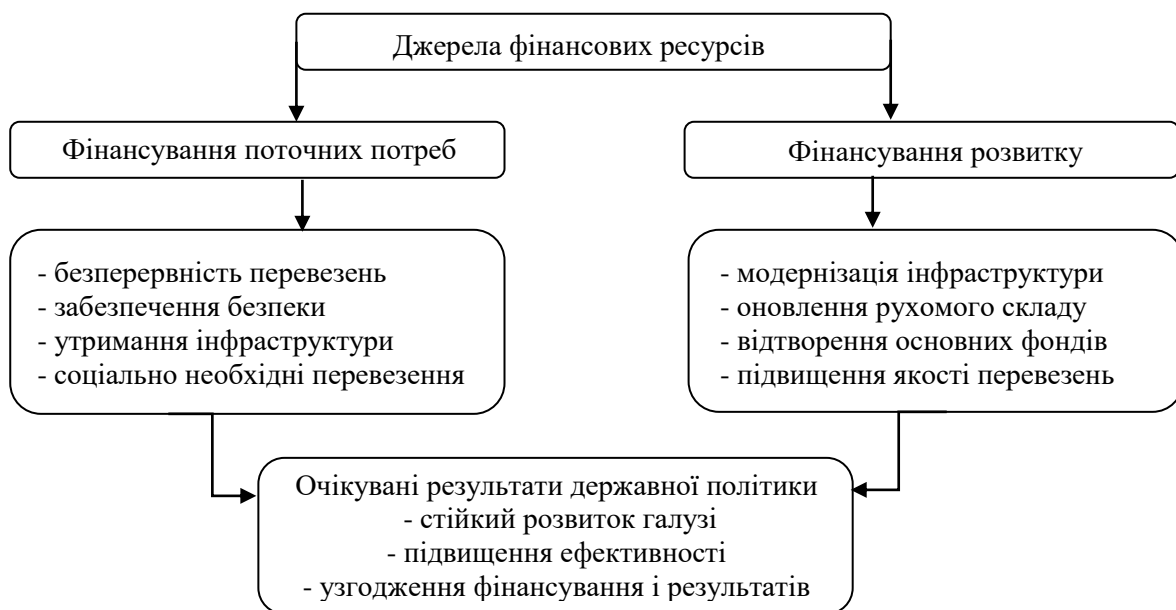 Джерела фінансових ресурсів
Фінансування поточних потреб
Фінансування розвитку
- безперервність перевезень
- забезпечення безпеки
- утримання інфраструктури
- соціально необхідні перевезення
- модернізація інфраструктури
- оновлення рухомого складу
- відтворення основних фондів
- підвищення якості перевезень
Очікувані результати державної політики
- стійкий розвиток галузі
- підвищення ефективності
- узгодження фінансування і результатів